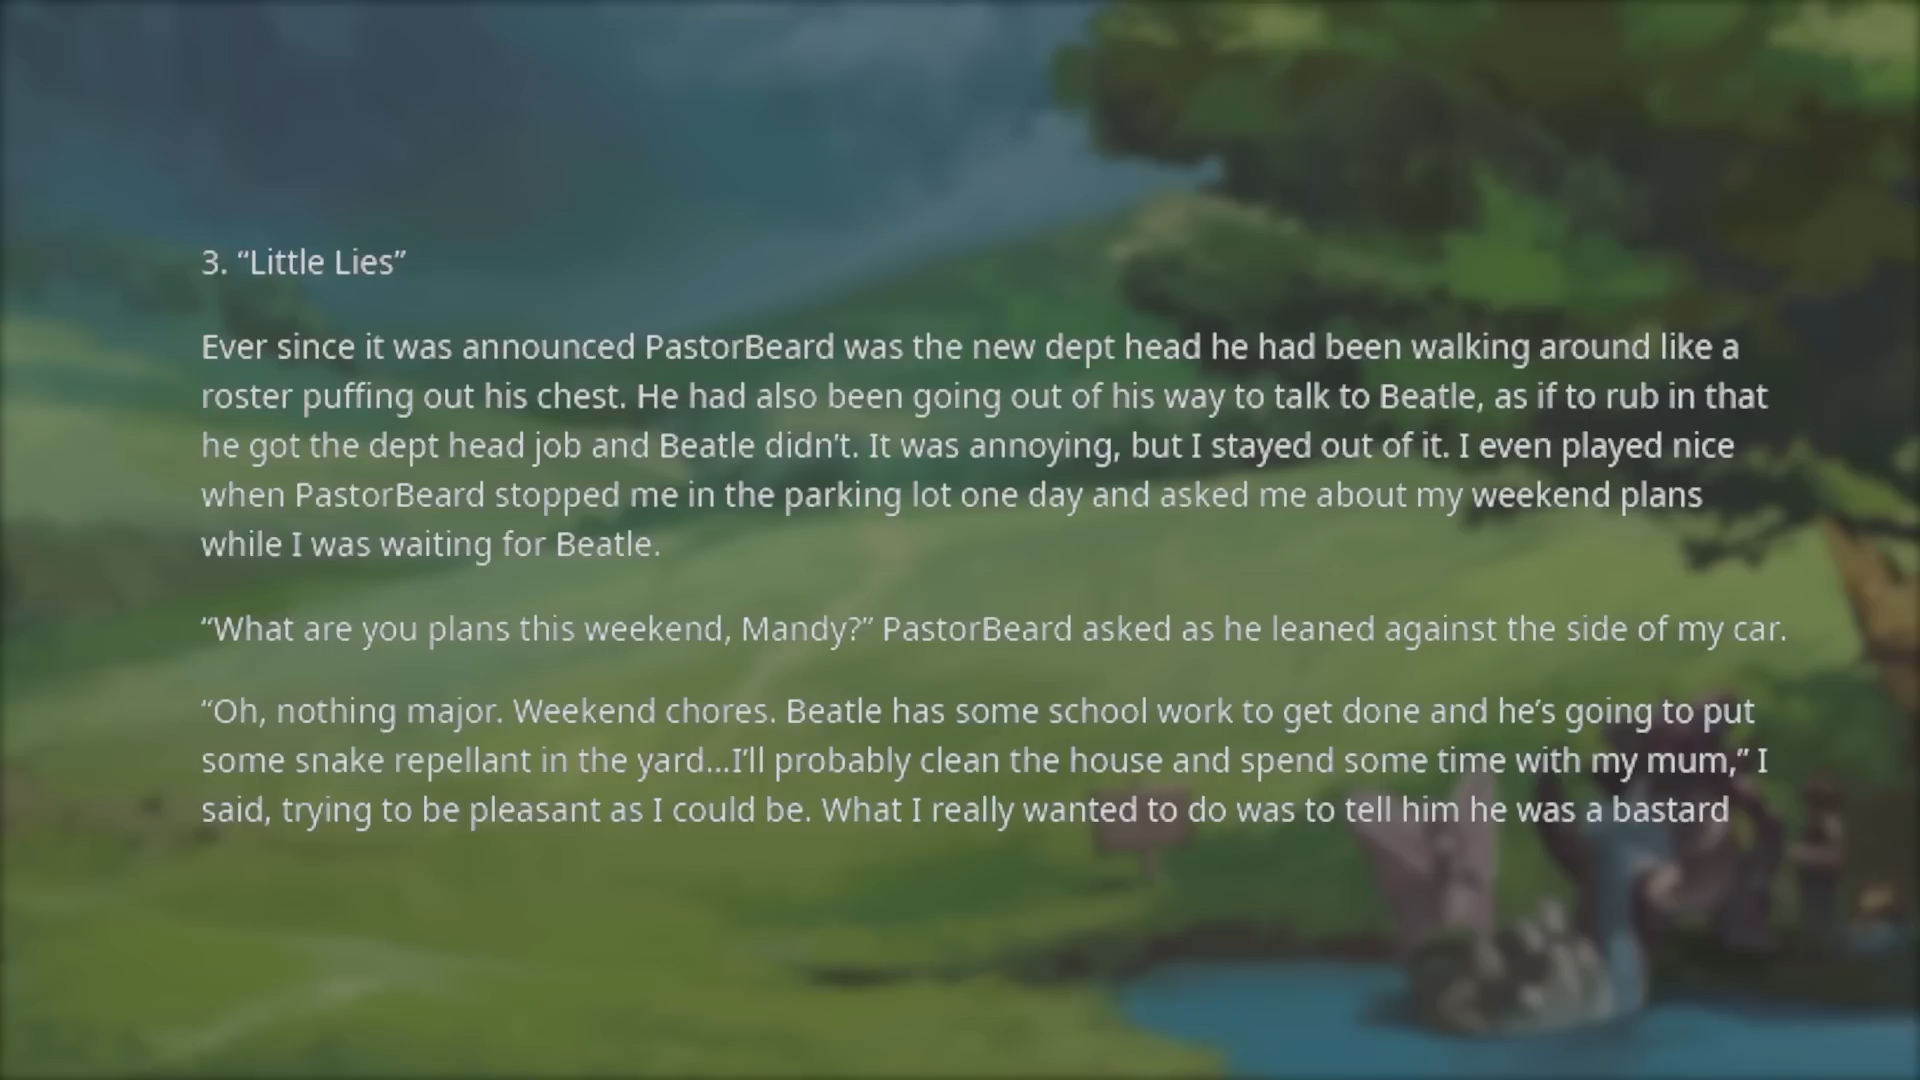 3. “Little Lies”
Ever since it was announced PastorBeard was the new dept head he had been walking around like a
roster puffing out his chest. He had also been going out of his way to talk to Beatle, as if to rub in that
he got the dept head job and Beatle didn’t. It was annoying, but I stayed out of it. I even played nice
when PastorBeard stopped me in the parking lot one day and asked me about my weekend plans
while I was waiting for Beatle.
“What are you plans this weekend, Mandy?” PastorBeard asked as he leaned against the side of my car.
“Oh, nothing major. Weekend chores. Beatle has some school work to get done and he’s going to put
some snake repellant in the yard…I’ll probably clean the house and spend some time with my mum,” I
said, trying to be pleasant as I could be. What I really wanted to do was to tell him he was a bastard